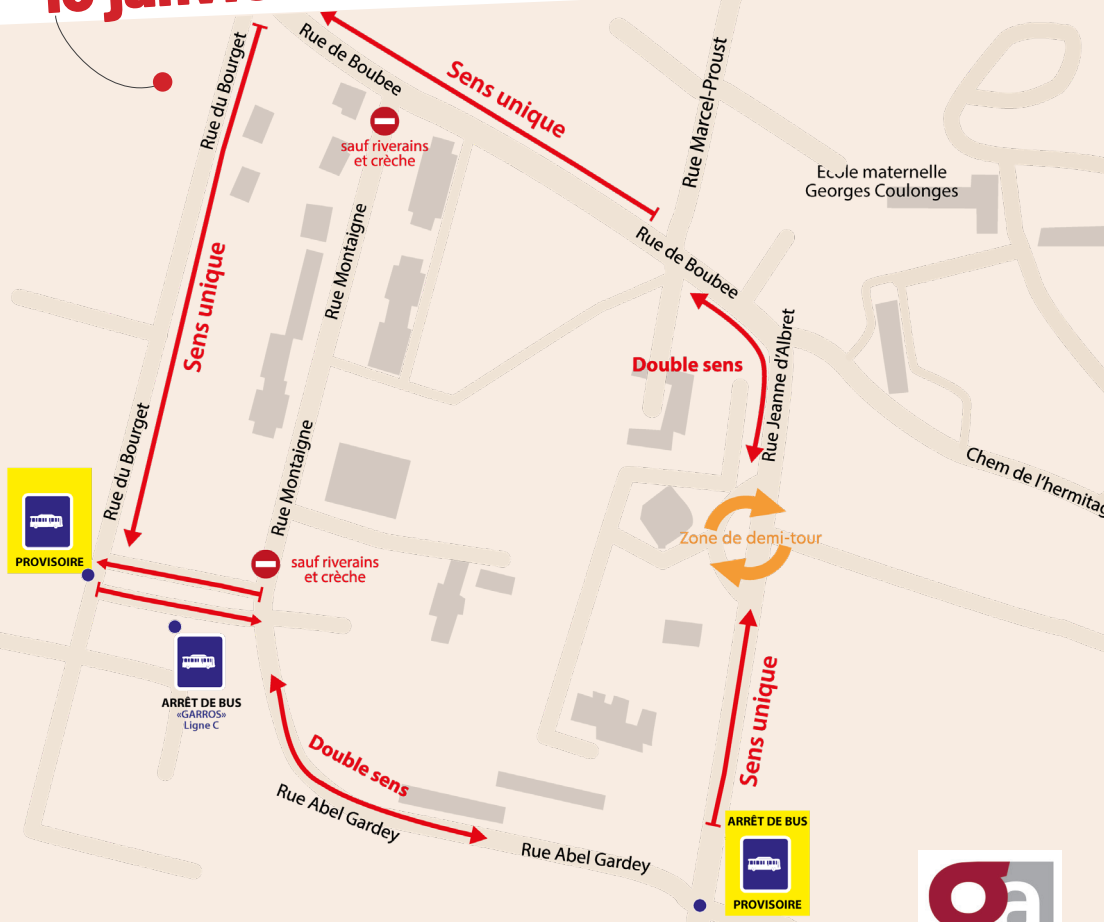 Rue du Bourget
Rue de Boubee
Sens unique
Rue Marcel-Proust
sauf riverains
et crèche
Ecole maternelle
Georges Coulonges
Rue Montaigne
Rue de Boubee
Sens unique
Double sens
Rue Jeanne d'Albret
Rue du Bourget
Rue Montaigne
Chem de l'hermitag
PROVISOIRE
Zone de demi-tour
sauf riverains
et crèche
ARRÊT DE BUS
«GARROS»
Ligne C
Double sens
Sens unique
Rue Abel Gardey
Rue Abel Gardey
ARRÊT DE BUS
PROVISOIRE
ga